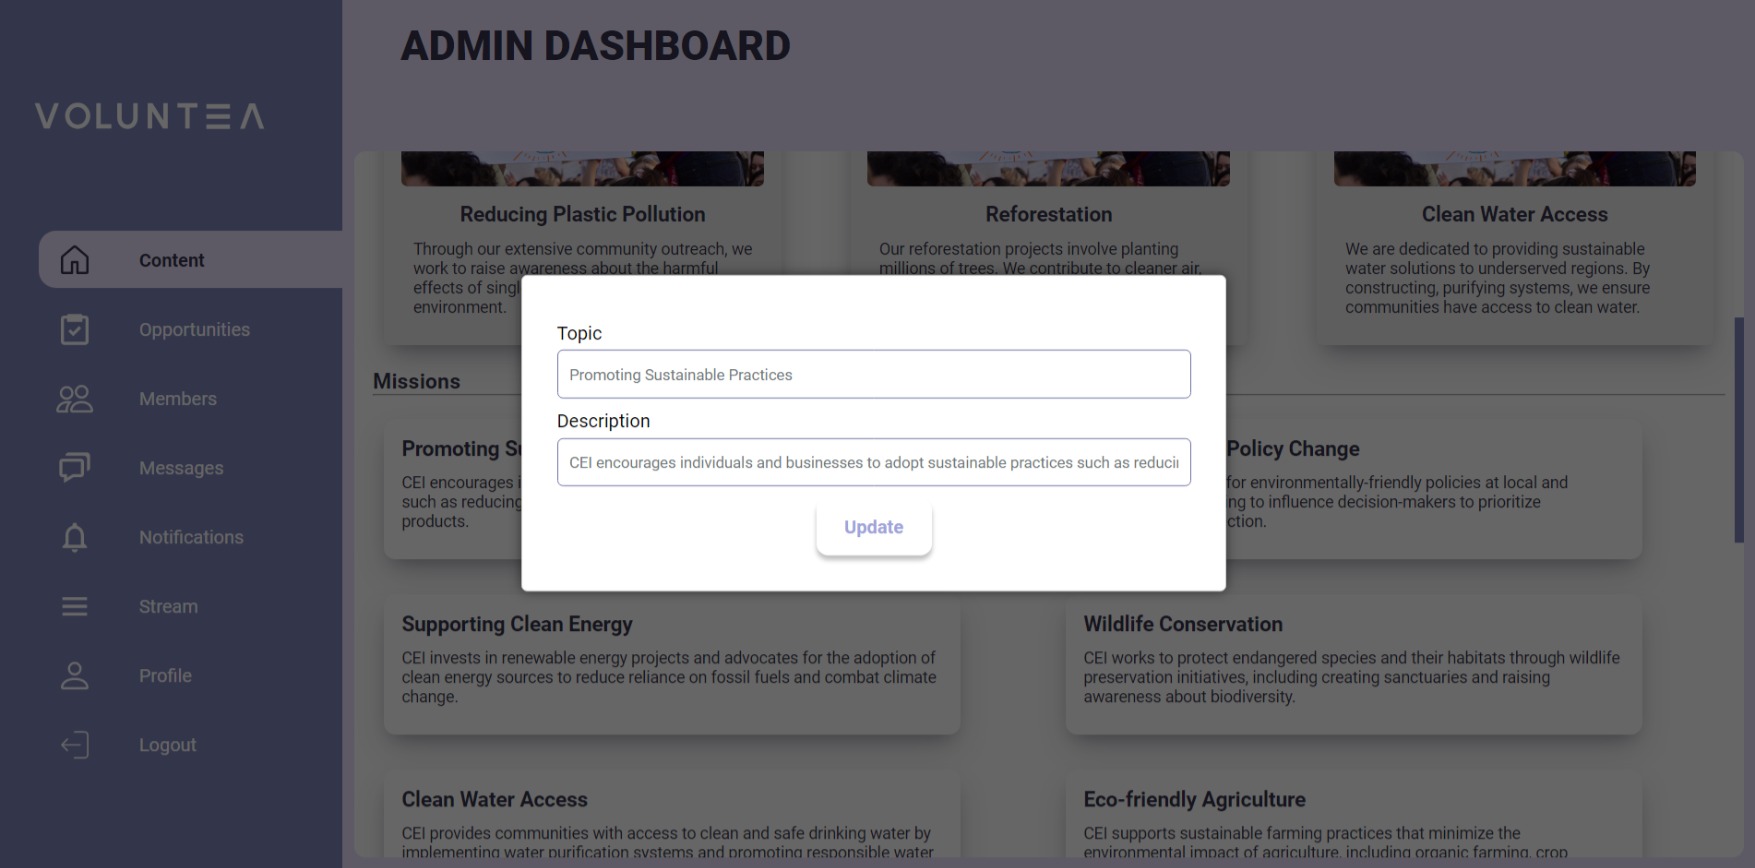 ADMIN DASHBOARD
VOLUNTEA
Content
Opportunities
Members
Messages
Notifications
Stream
Profile
Logout
Reducing Plastic Pollution
Through our extensive community outreach, we
work to raise awareness about the harmful
effects of singl
environment.
Reforestation
Our reforestation projects involve planting
millions of trees. We contribute to cleaner air,
Clean Water Access
We are dedicated to providing sustainable
water solutions to underserved regions. By
constructing, purifying systems, we ensure
communities have access to clean water.
Missions
Topic
Promoting Sustainable Practices
Description
CEI encourages individuals and businesses to adopt sustainable practices such as reduci
Update
Promoting S
CEI encourages i
such as reducing
products.
Policy Change
for environmentally-friendly policies at local and
ng to influence decision-makers to prioritize
ction.
Supporting Clean Energy
CEI invests in renewable energy projects and advocates for the adoption of
clean energy sources to reduce reliance on fossil fuels and combat climate
change.
Wildlife Conservation
CEI works to protect endangered species and their habitats through wildlife
preservation initiatives, including creating sanctuaries and raising
awareness about biodiversity.
Clean Water Access
CEI provides communities with access to clean and safe drinking water by
implementing water purification systems and promoting responsible water
Eco-friendly Agriculture
CEI supports sustainable farming practices that minimize the
environmental impact of agriculture, including organic farming, crop